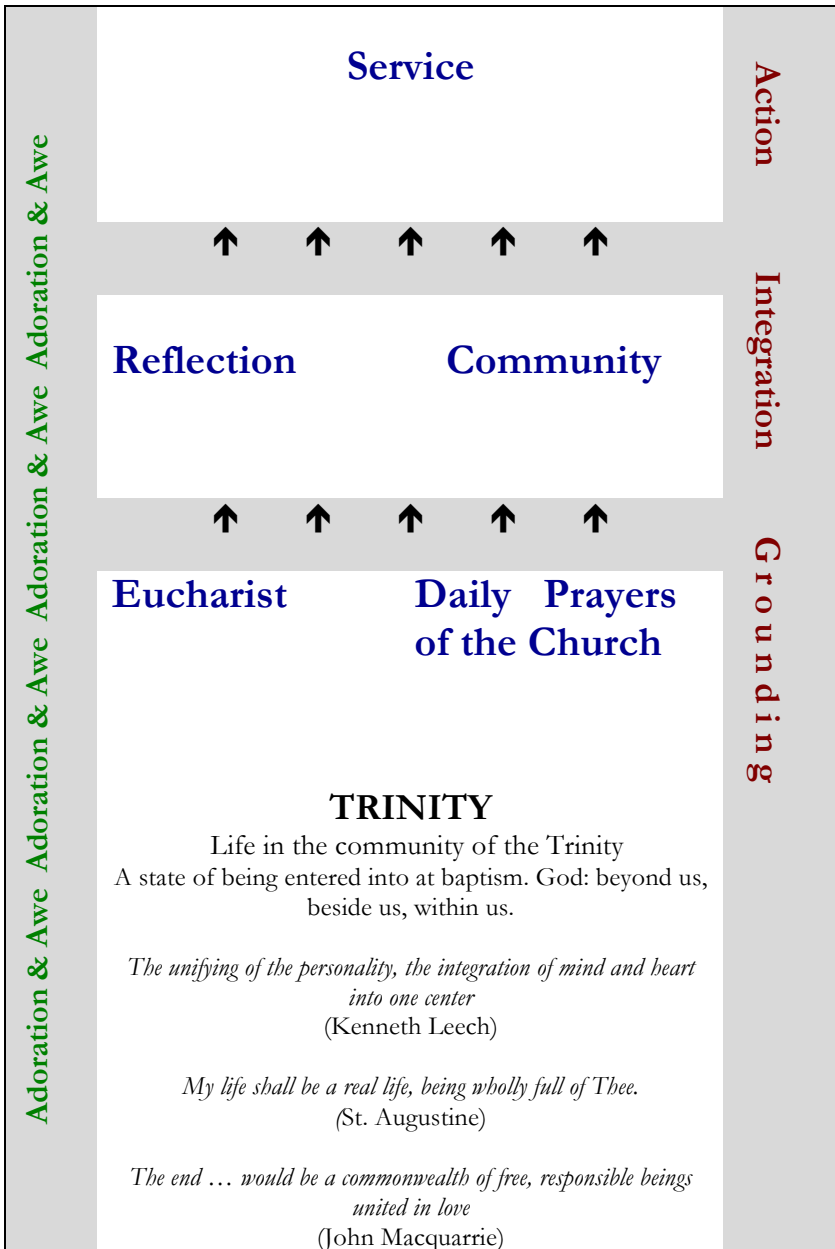 Service
Reflection Community
Eucharist Daily Prayers
of the Church
TRINITY
Life in the community of the Trinity
A state of being entered into at baptism. God: beyond us,
beside us, within us.
The unifying of the personality, the integration of mind and heart
into one center
(Kenneth Leech)
My life shall be a real life, being wholly full of Thee.
(St. Augustine)
The end … would be a commonwealth of free, responsible beings
united in love
(John Macquarrie)
Adoration & Awe Adoration & Awe Adoration & Awe Adoration & Awe
Action
Integration
Grounding